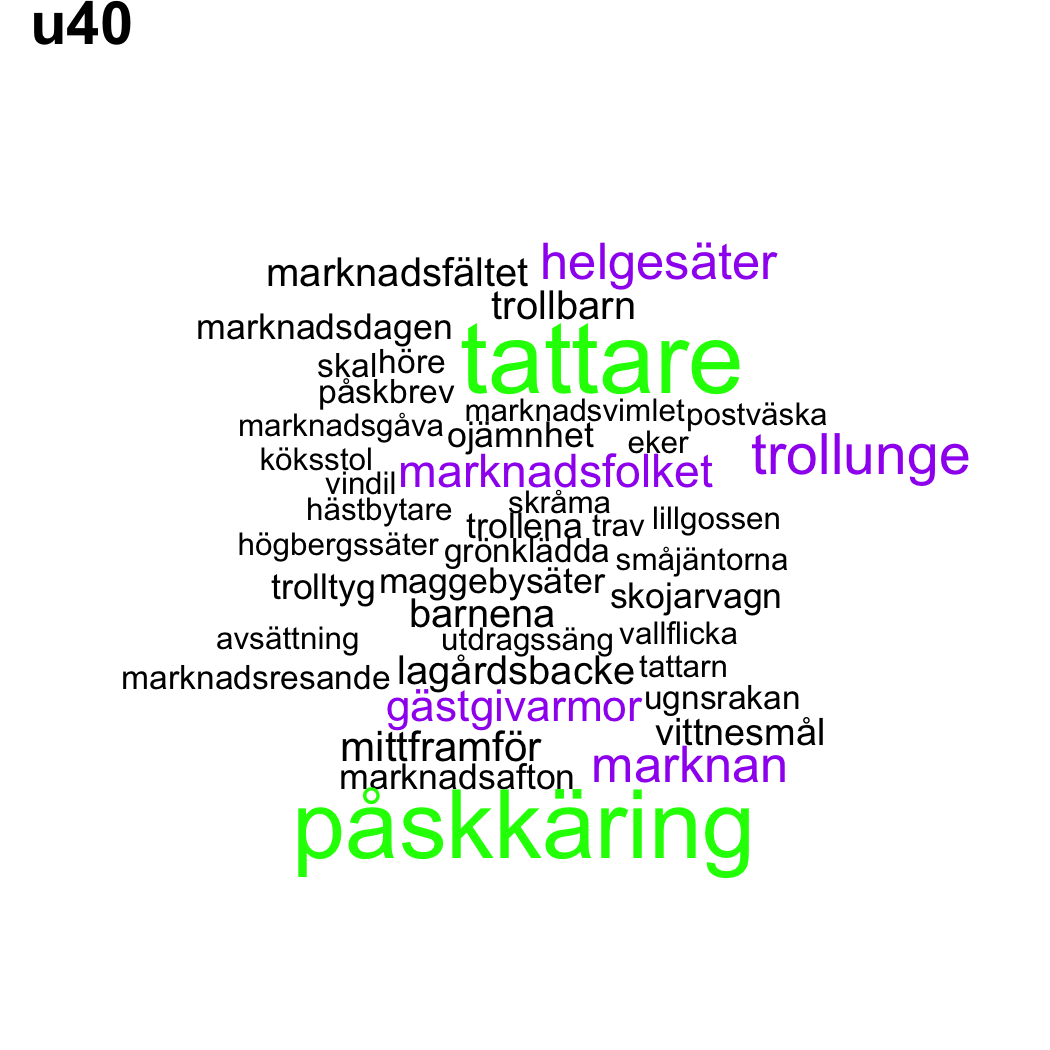 u40
marknadsfältet helgesäter
trollbarn
marknadsdagen
tattare
skal höre
påskbrev
marknadsvimlet postväska
marknadsgåva ojämnhet eker
trollunge
köksstol marknadsfolket
vindil
hästbytare skråma
trollena trav lillgossen
högbergssäter grönklädda småjäntorna
trolltyg maggebysäter skojarvagn
barnena
avsättning utdragssäng vallflicka
marknadsresande lagårdsbacke tattarn
gästgivarmor ugnsrakan
vittnesmål
mittframför
marknadsafton marknan
påskkäring